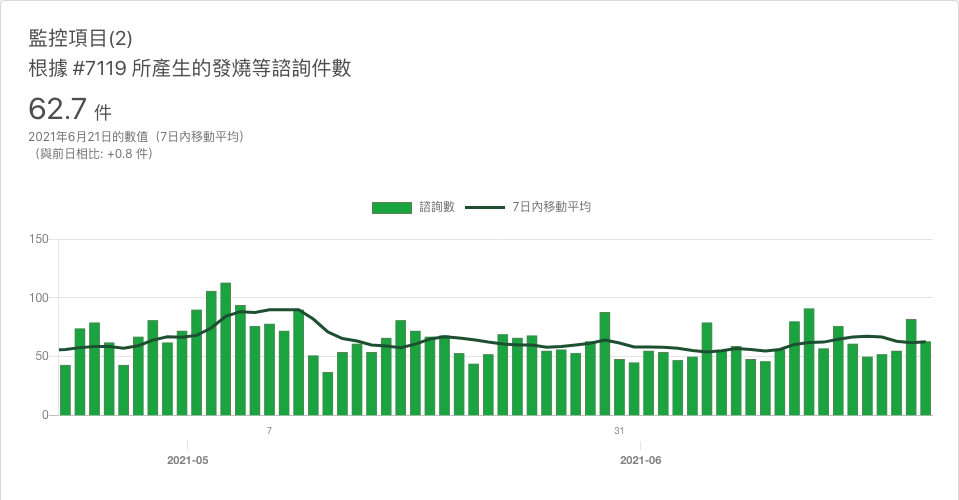 監控項目(2)
根據 #7119 所產生的發燒等諮詢件數
62.7 件
2021年6月21日的數值（7日內移動平均）
（與前日相比: +0.8 件）
諮詢數 7日內移動平均
150
100
50
0
7 31
2021-05 2021-06